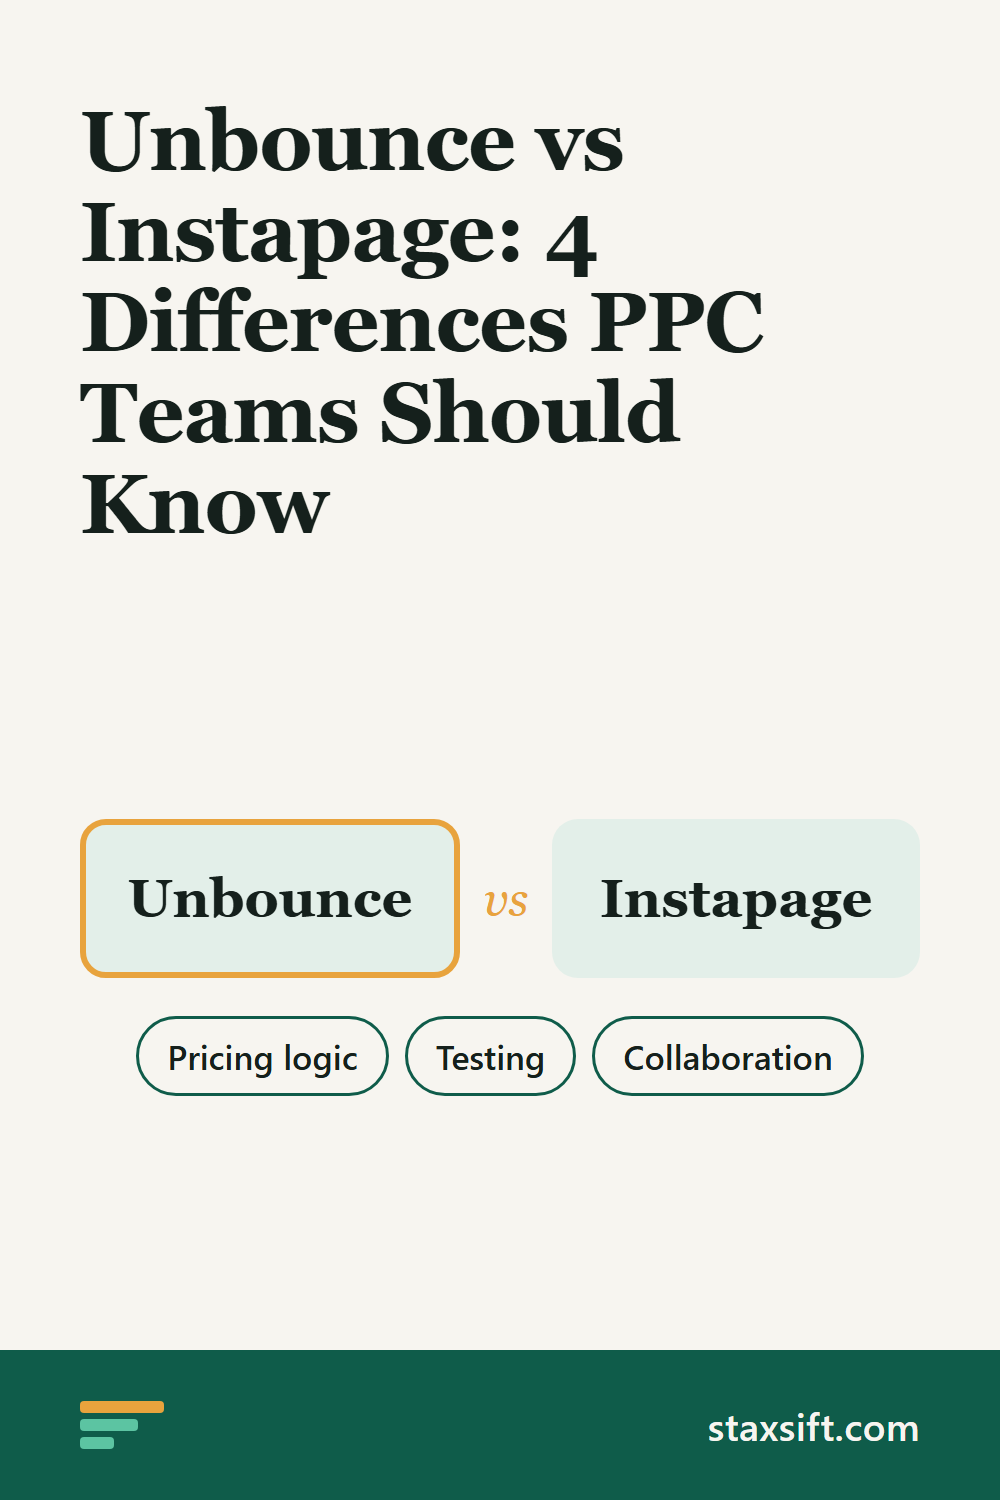 Unbounce vs
Instapage: 4
Differences PPC
Teams Should
Know
Unbounce vs Instapage
Pricing logic Testing Collaboration
staxsift.com